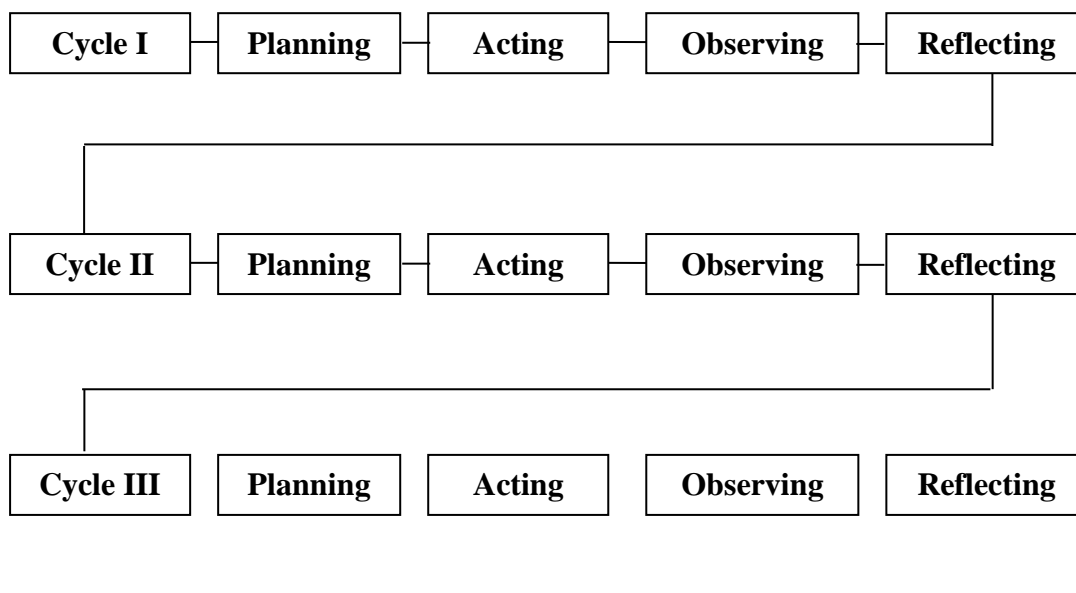 Cycle I Planning Acting Observing Reflecting
Cycle II Planning Acting Observing Reflecting
Cycle III Planning Acting Observing Reflecting